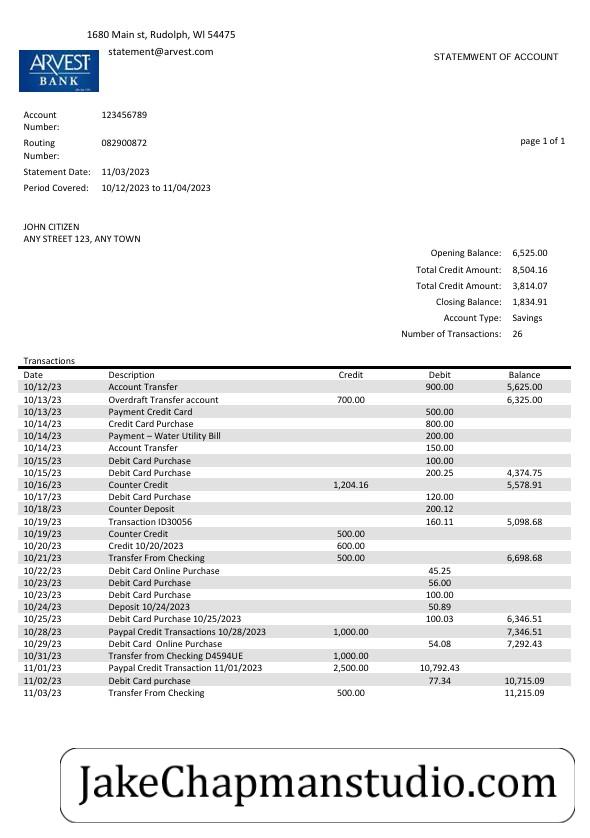 1680 Main st, Rudolph, Wl 54475
statement@arvest.com
STATEMWENT OF ACCOUNT
ARVEST
BANK
Account Number: 123456789
Routing Number: 082900872
page 1 of 1
Statement Date: 11/03/2023
Period Covered: 10/12/2023 to 11/04/2023
JOHN CITIZEN
ANY STREET 123, ANY TOWN
Opening Balance: 6,525.00
Total Credit Amount: 8,504.16
Total Credit Amount: 3,814.07
Closing Balance: 1,834.91
Account Type: Savings
Number of Transactions: 26
Transactions
Date Description Credit Debit Balance
10/12/23 Account Transfer 900.00 5,625.00
10/13/23 Overdraft Transfer account 700.00 6,325.00
10/13/23 Payment Credit Card 500.00
10/14/23 Credit Card Purchase 800.00
10/14/23 Payment – Water Utility Bill 200.00
10/14/23 Account Transfer 150.00
10/15/23 Debit Card Purchase 100.00
10/15/23 Debit Card Purchase 200.25 4,374.75
10/16/23 Counter Credit 1,204.16 5,578.91
10/17/23 Debit Card Purchase 120.00
10/18/23 Counter Deposit 200.12
10/19/23 Transaction ID30056 160.11 5,098.68
10/19/23 Counter Credit 500.00
10/20/23 Credit 10/20/2023 600.00
10/21/23 Transfer From Checking 500.00 6,698.68
10/22/23 Debit Card Online Purchase 45.25
10/23/23 Debit Card Purchase 56.00
10/23/23 Debit Card Purchase 100.00
10/24/23 Deposit 10/24/2023 50.89
10/25/23 Debit Card Purchase 10/25/2023 100.03 6,346.51
10/28/23 Paypal Credit Transactions 10/28/2023 1,000.00 7,346.51
10/29/23 Debit Card Online Purchase 54.08 7,292.43
10/31/23 Transfer from Checking D4594UE 1,000.00
11/01/23 Paypal Credit Transaction 11/01/2023 2,500.00 10,792.43
11/02/23 Debit Card purchase 77.34 10,715.09
11/03/23 Transfer From Checking 500.00 11,215.09
JakeChapmanstudio.com